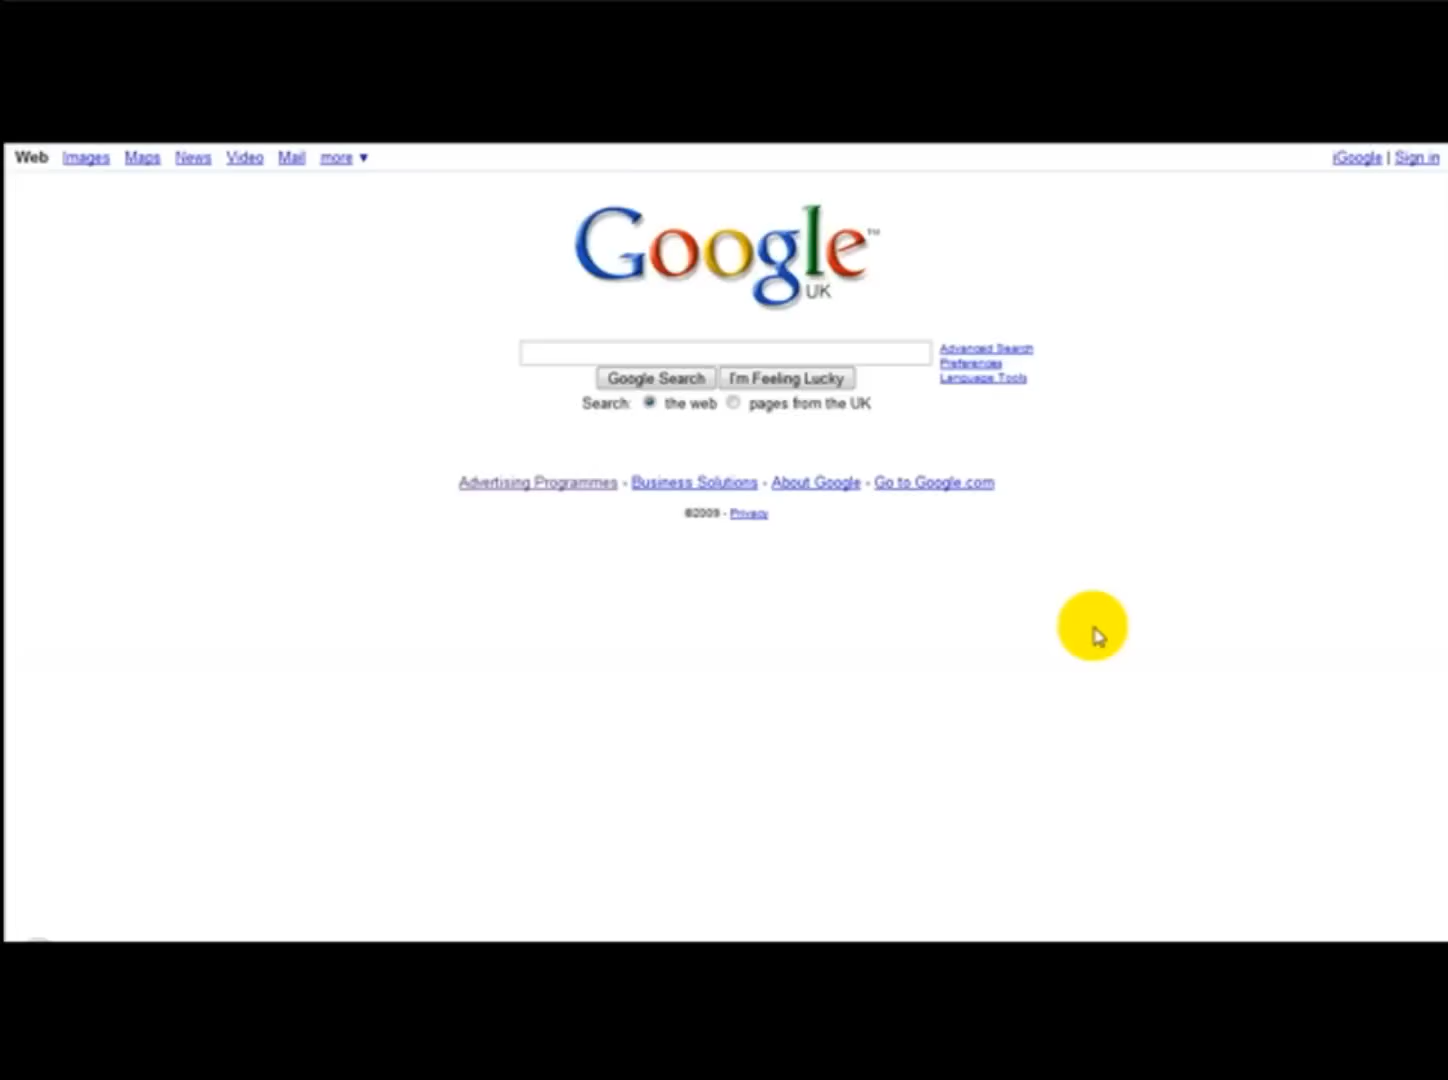 Web Images Maps News Video Mail more ▼ iGoogle | Sign in
Google™
UK
Advanced Search
Preferences
Language Tools
Google Search I'm Feeling Lucky
Search: the web pages from the UK
Advertising Programmes - Business Solutions - About Google - Go to Google.com
©2009 - Privacy